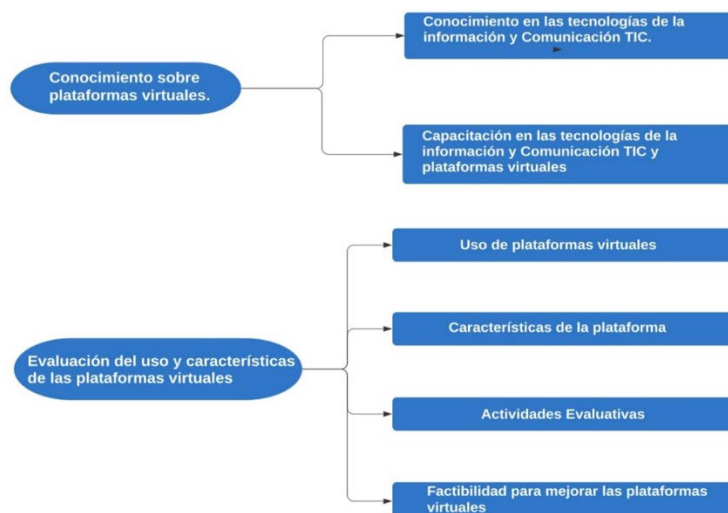 Conocimiento sobre
plataformas virtuales.
Conocimiento en las tecnologías de la
información y Comunicación TIC.
Capacitación en las tecnologías de la
información y Comunicación TIC y
plataformas virtuales
Evaluación del uso y características
de las plataformas virtuales
Uso de plataformas virtuales
Características de la plataforma
Actividades Evaluativas
Factibilidad para mejorar las plataformas
virtuales